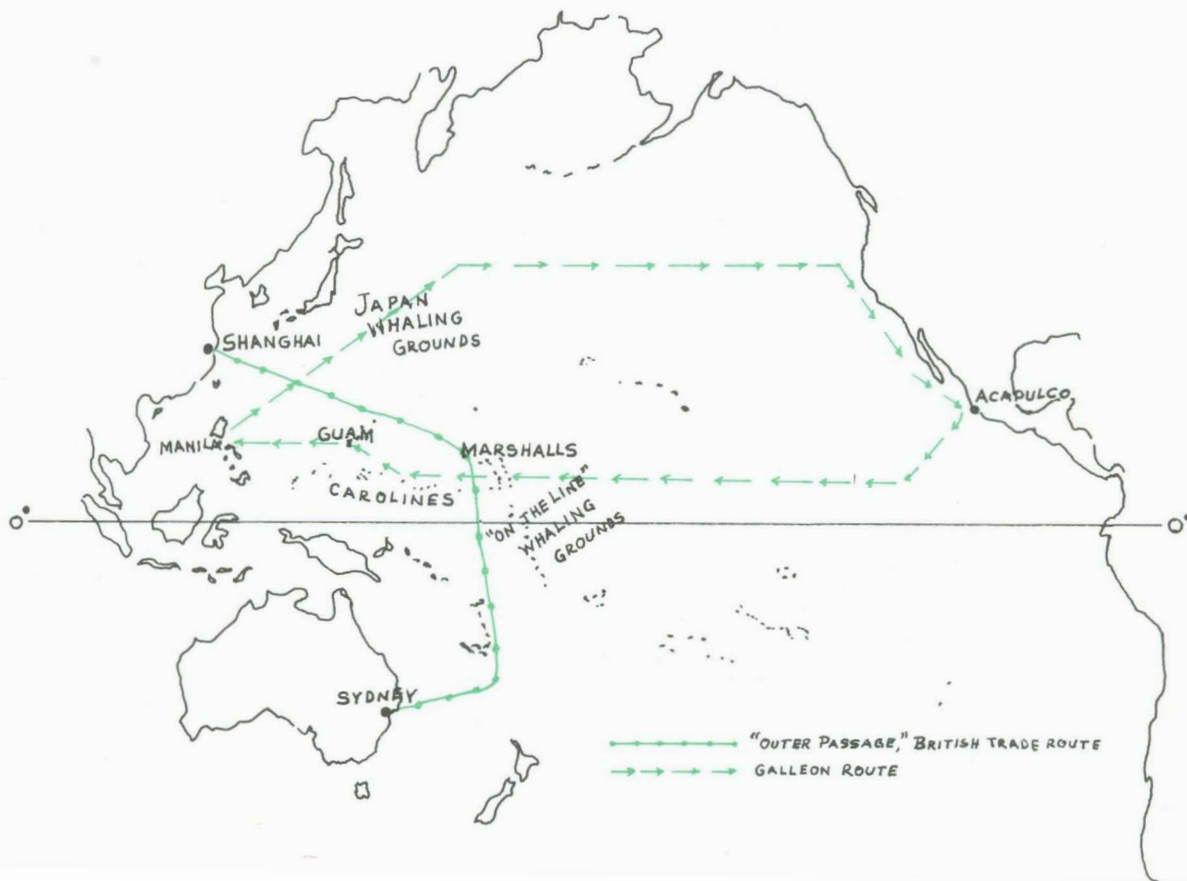 JAPAN
WHALING
GROUNDS
SHANGHAI
ACAPULCO
MANILA
GUAM
MARSHALLS
CAROLINES
"ON THE LINE"
WHALING
GROUNDS
0°
0°
SYDNEY
"OUTER PASSAGE," BRITISH TRADE ROUTE
GALLEON ROUTE